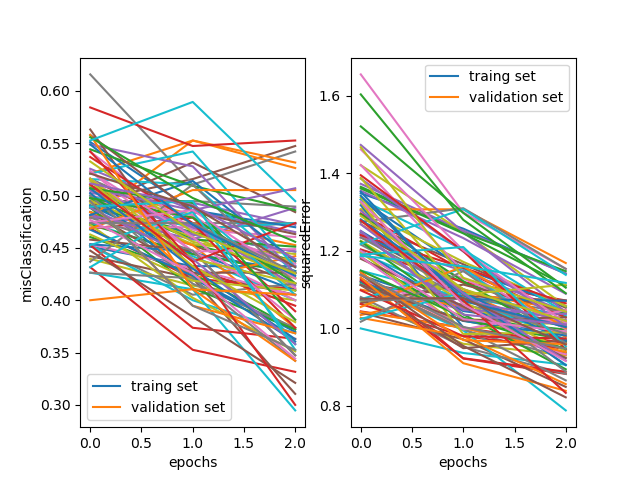 misClassification
0.60
0.55
0.50
0.45
0.40
0.35
0.30
traing set
validation set
0.0
0.5
1.0
1.5
2.0
epochs
squaredError
1.6
1.4
1.2
1.0
0.8
traing set
validation set
0.0
0.5
1.0
1.5
2.0
epochs